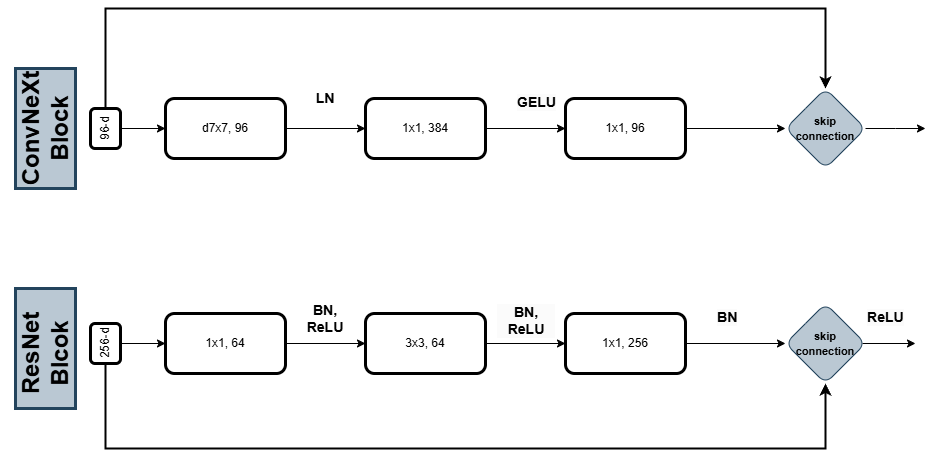 ConvNeXt
Block
96-d
d7x7, 96
LN
1x1, 384
GELU
1x1, 96
skip
connection
ResNet
Blcok
256-d
1x1, 64
BN,
ReLU
3x3, 64
BN,
ReLU
1x1, 256
BN
skip
connection
ReLU